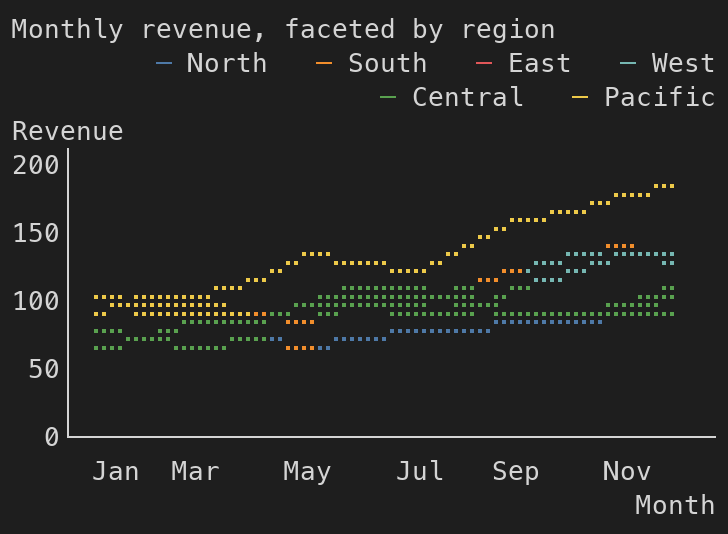 Monthly revenue, faceted by region
North South East West
Central Pacific
Revenue
200
150
100
50
0
Jan Mar May Jul Sep Nov
Month